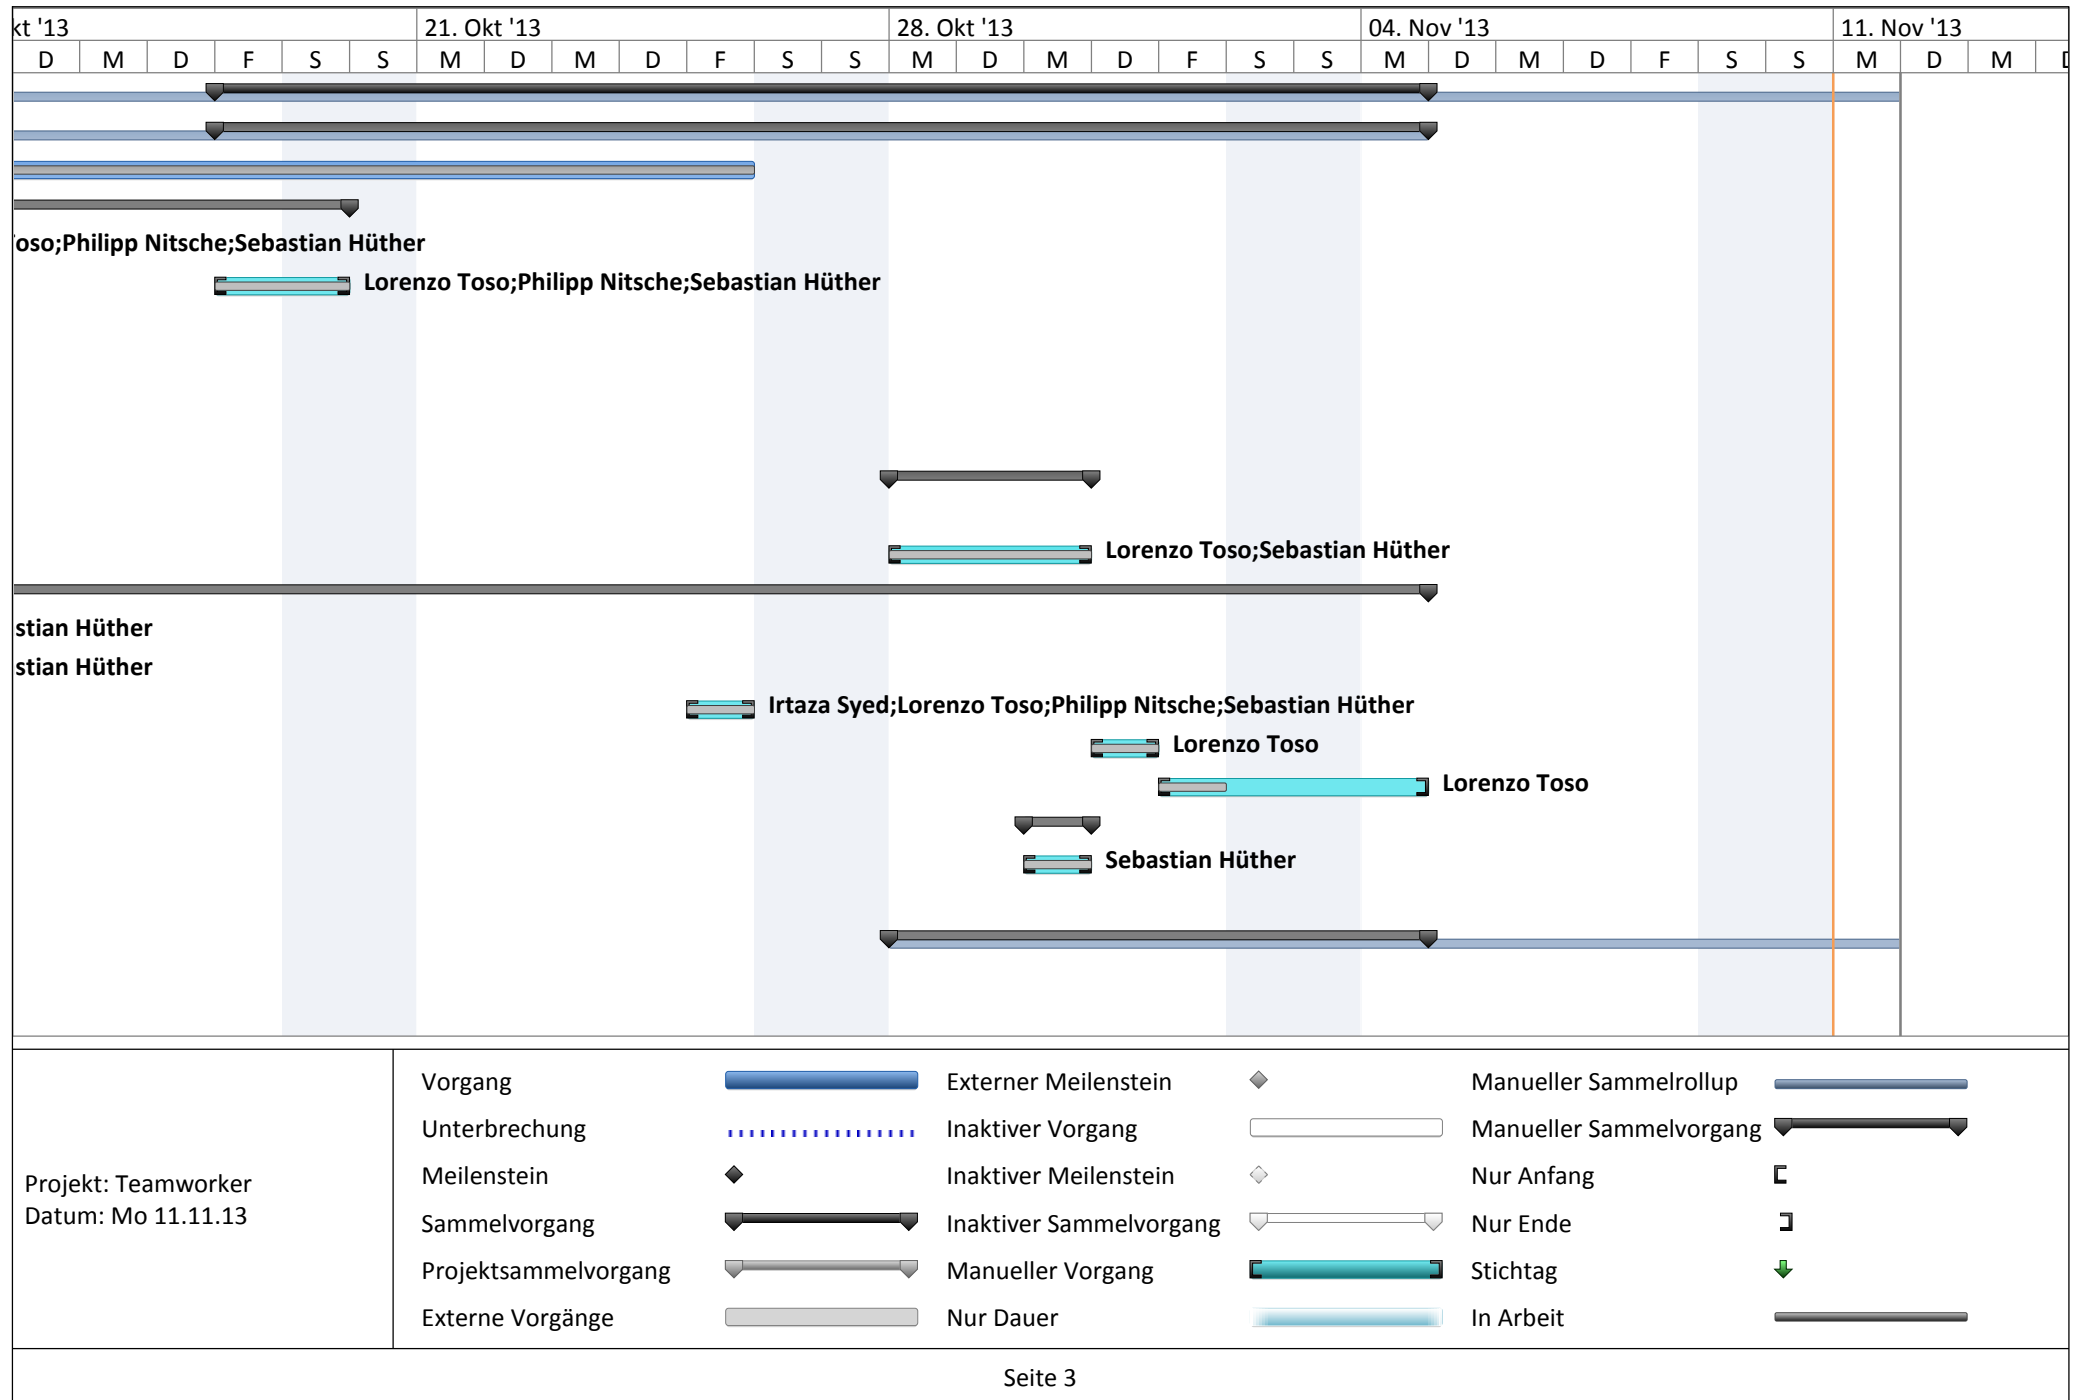 kt '13 21. Okt '13 28. Okt '13 04. Nov '13 11. Nov '13
D M D F S S M D M D F S S M D M D F S S M D M D F S S M D M D
oso;Philipp Nitsche;Sebastian Hüther
Lorenzo Toso;Philipp Nitsche;Sebastian Hüther
Lorenzo Toso;Sebastian Hüther
stian Hüther
stian Hüther
Irtaza Syed;Lorenzo Toso;Philipp Nitsche;Sebastian Hüther
Lorenzo Toso
Lorenzo Toso
Sebastian Hüther
Projekt: Teamworker
Datum: Mo 11.11.13
Vorgang
Unterbrechung
Meilenstein
Sammelvorgang
Projektsammelvorgang
Externe Vorgänge
Externer Meilenstein
Inaktiver Vorgang
Inaktiver Meilenstein
Inaktiver Sammelvorgang
Manueller Vorgang
Nur Dauer
Manueller Sammelrollup
Manueller Sammelvorgang
Nur Anfang
Nur Ende
Stichtag
In Arbeit
Seite 3